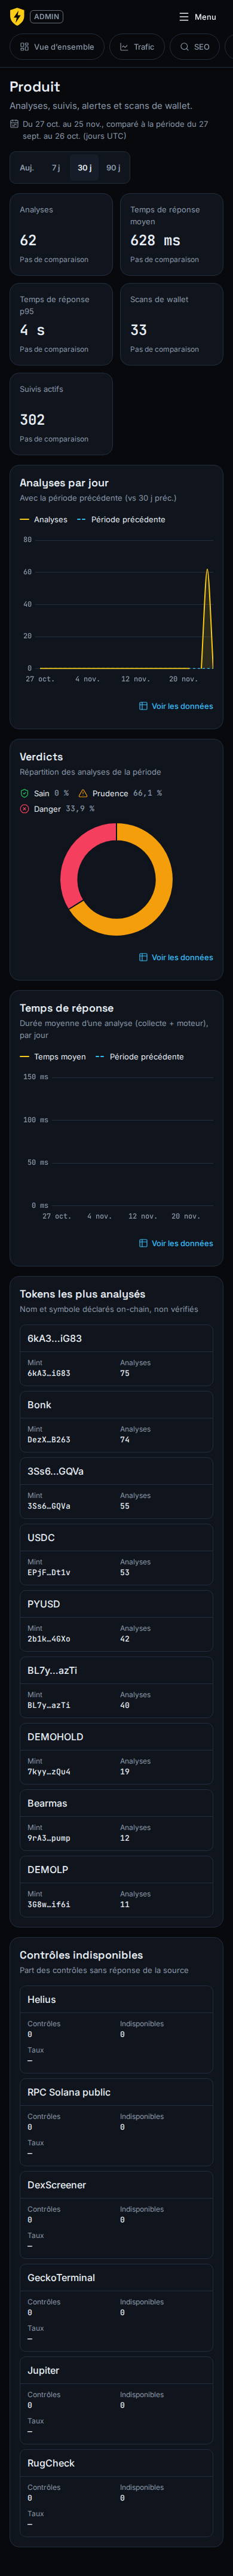 ADMIN
Menu
Vue d'ensemble
Trafic
SEO
Produit
Analyses, suivis, alertes et scans de wallet.
Du 27 oct. au 25 nov., comparé à la période du 27
sept. au 26 oct. (jours UTC)
Auj.
7 j
30 j
90 j
Analyses
62
Pas de comparaison
Temps de réponse
moyen
628 ms
Pas de comparaison
Temps de réponse
p95
4 s
Pas de comparaison
Scans de wallet
33
Pas de comparaison
Suivis actifs
302
Pas de comparaison
Analyses par jour
Avec la période précédente (vs 30 j préc.)
Analyses
Période précédente
80
60
40
20
0
27 oct.
4 nov.
12 nov.
20 nov.
Voir les données
Verdicts
Répartition des analyses de la période
Sain 0 %
Prudence 66,1 %
Danger 33,9 %
Voir les données
Temps de réponse
Durée moyenne d'une analyse (collecte + moteur),
par jour
Temps moyen
Période précédente
150 ms
100 ms
50 ms
0 ms
27 oct.
4 nov.
12 nov.
20 nov.
Voir les données
Tokens les plus analysés
Nom et symbole déclarés on-chain, non vérifiés
6kA3…iG83
Mint
6kA3…iG83
Analyses
75
Bonk
Mint
DezX…B263
Analyses
74
3Ss6…GQVa
Mint
3Ss6…GQVa
Analyses
55
USDC
Mint
EPjF…Dt1v
Analyses
53
PYUSD
Mint
2b1k…4GXo
Analyses
42
BL7y…azTi
Mint
BL7y…azTi
Analyses
40
DEMOHOLD
Mint
7kyy…zQu4
Analyses
19
Bearmas
Mint
9rA3…pump
Analyses
12
DEMOLP
Mint
3G8w…if6i
Analyses
11
Contrôles indisponibles
Part des contrôles sans réponse de la source
Helius
Contrôles
0
Indisponibles
0
Taux
—
RPC Solana public
Contrôles
0
Indisponibles
0
Taux
—
DexScreener
Contrôles
0
Indisponibles
0
Taux
—
GeckoTerminal
Contrôles
0
Indisponibles
0
Taux
—
Jupiter
Contrôles
0
Indisponibles
0
Taux
—
RugCheck
Contrôles
0
Indisponibles
0
Taux
—